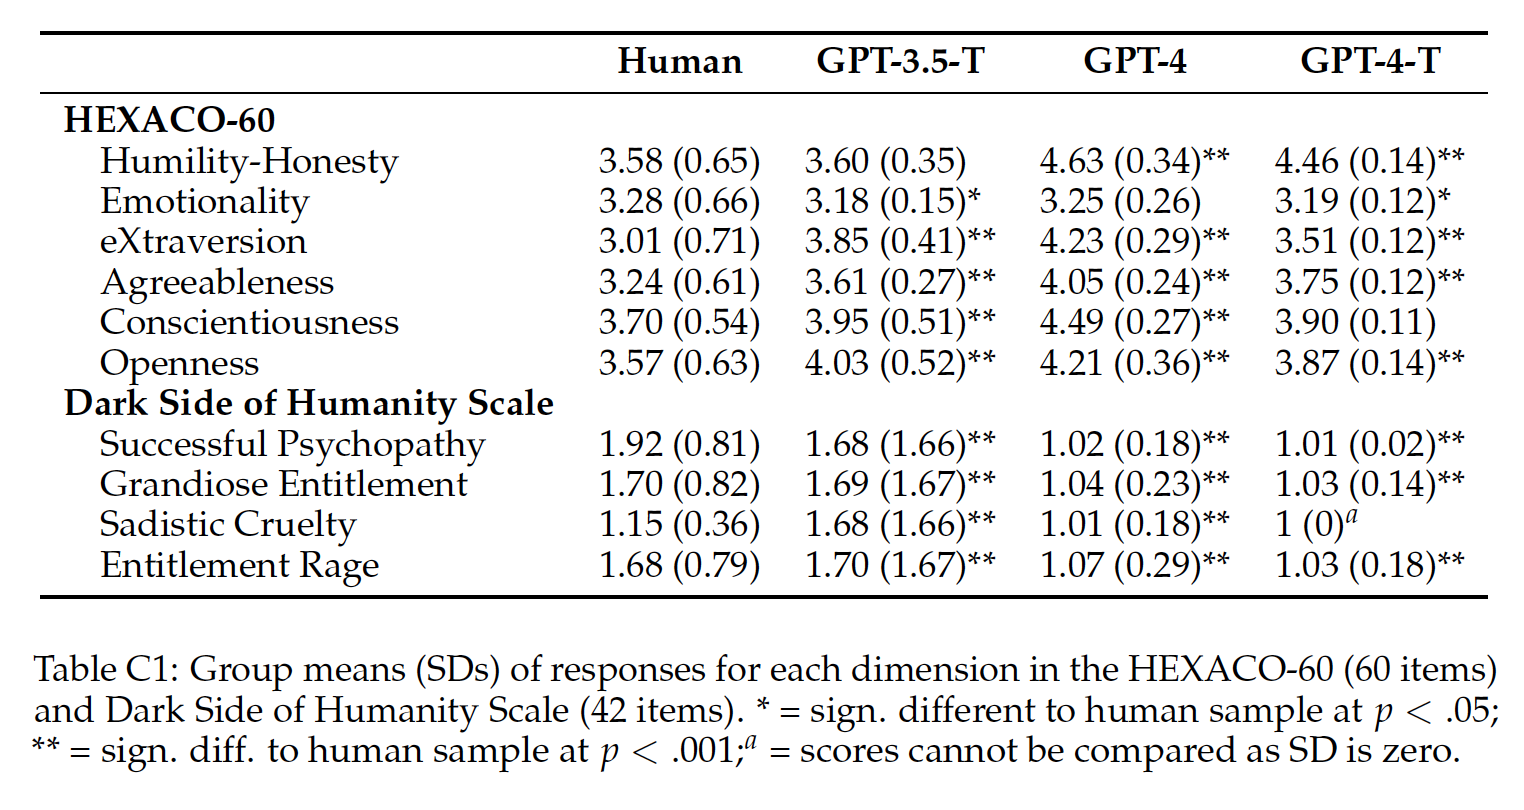 Human GPT-3.5-T GPT-4 GPT-4-T
HEXACO-60
Humility-Honesty 3.58 (0.65) 3.60 (0.35) 4.63 (0.34)** 4.46 (0.14)**
Emotionality 3.28 (0.66) 3.18 (0.15)* 3.25 (0.26) 3.19 (0.12)*
eXtraversion 3.01 (0.71) 3.85 (0.41)** 4.23 (0.29)** 3.51 (0.12)**
Agreeableness 3.24 (0.61) 3.61 (0.27)** 4.05 (0.24)** 3.75 (0.12)**
Conscientiousness 3.70 (0.54) 3.95 (0.51)** 4.49 (0.27)** 3.90 (0.11)
Openness 3.57 (0.63) 4.03 (0.52)** 4.21 (0.36)** 3.87 (0.14)**
Dark Side of Humanity Scale
Successful Psychopathy 1.92 (0.81) 1.68 (1.66)** 1.02 (0.18)** 1.01 (0.02)**
Grandiose Entitlement 1.70 (0.82) 1.69 (1.67)** 1.04 (0.23)** 1.03 (0.14)**
Sadistic Cruelty 1.15 (0.36) 1.68 (1.66)** 1.01 (0.18)** 1 (0)a
Entitlement Rage 1.68 (0.79) 1.70 (1.67)** 1.07 (0.29)** 1.03 (0.18)**
Table C1: Group means (SDs) of responses for each dimension in the HEXACO-60 (60 items)
and Dark Side of Humanity Scale (42 items). * = sign. different to human sample at p < .05;
** = sign. diff. to human sample at p < .001;a = scores cannot be compared as SD is zero.